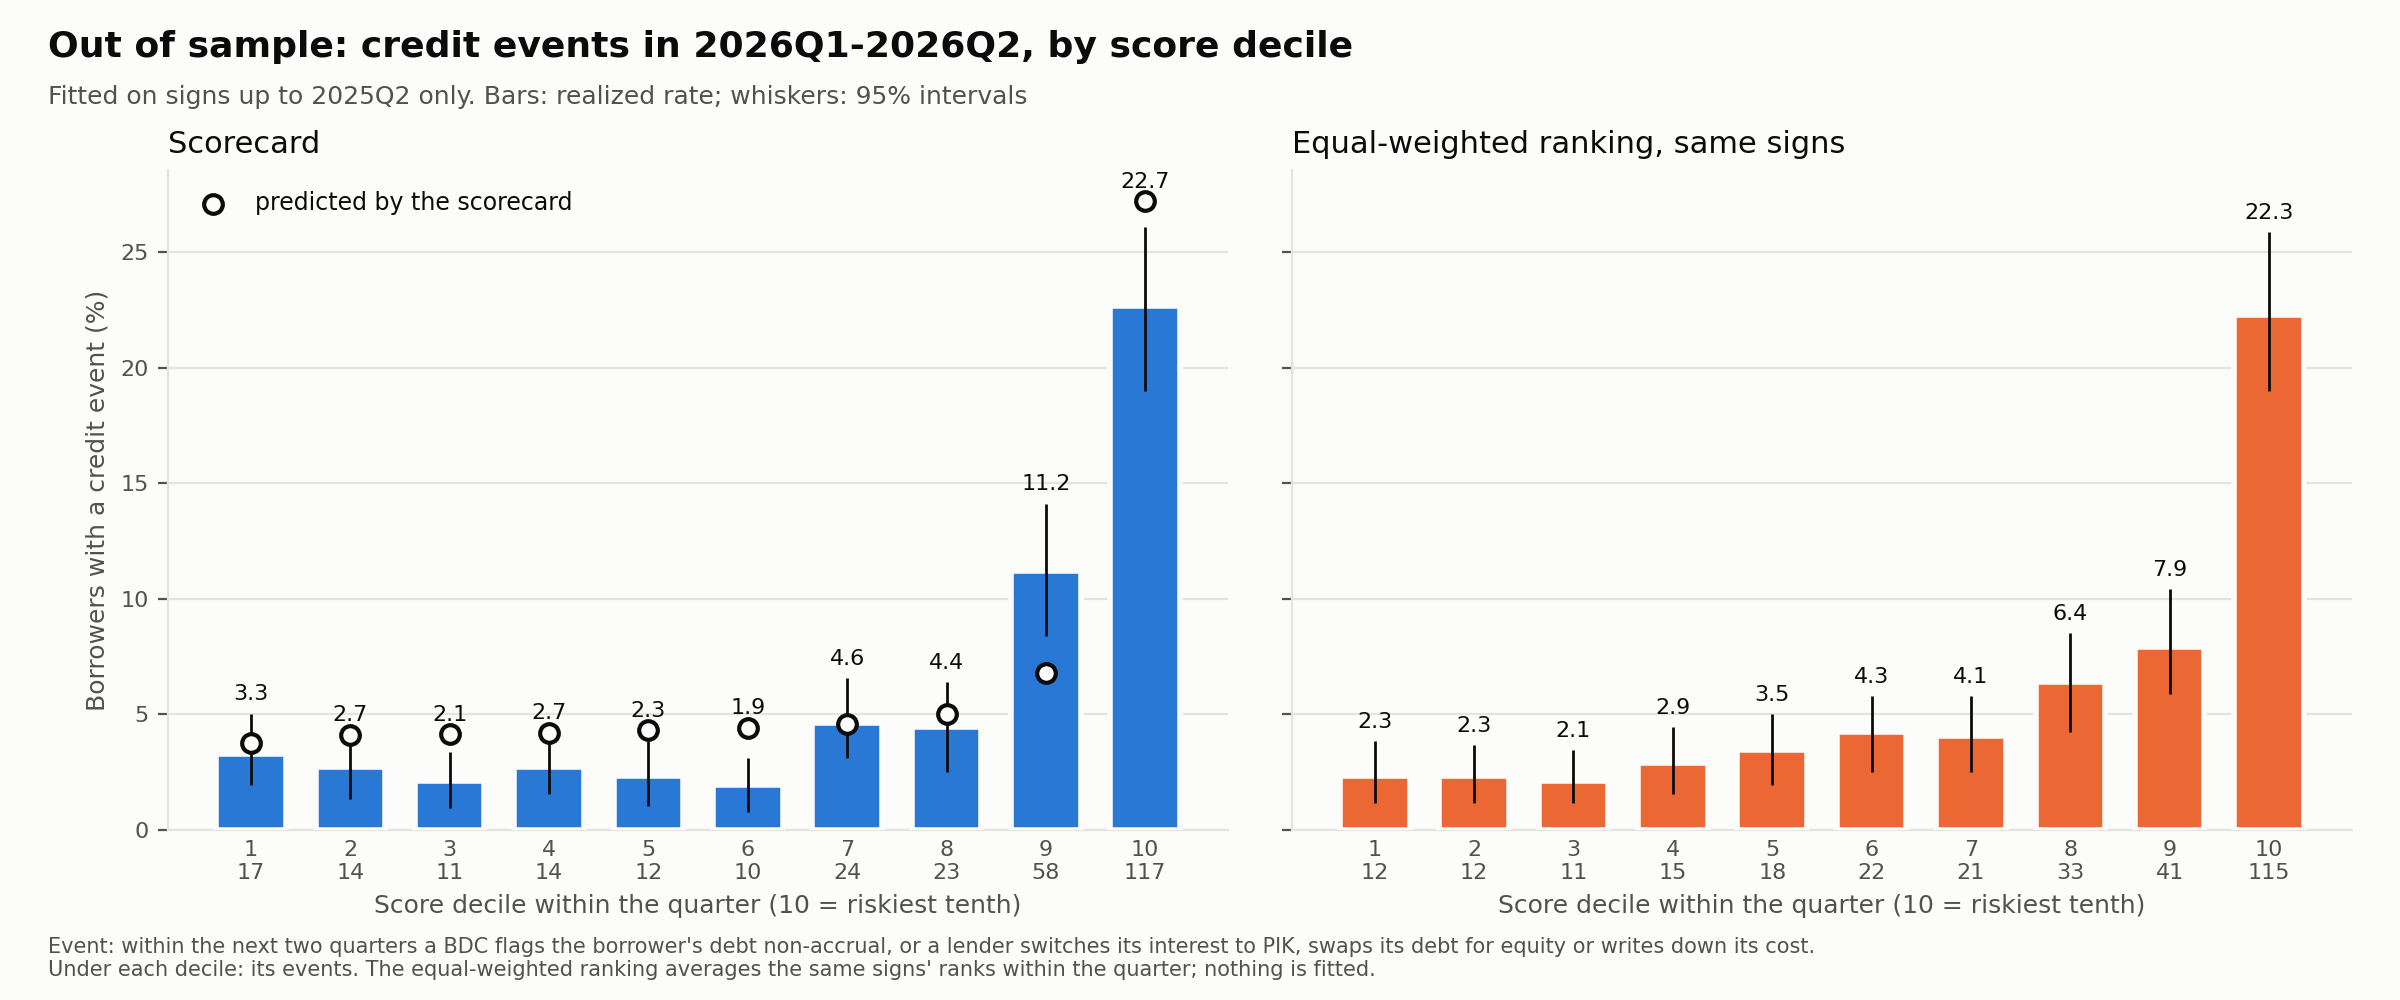 Out of sample: credit events in 2026Q1-2026Q2, by score decile
Fitted on signs up to 2025Q2 only. Bars: realized rate; whiskers: 95% intervals
Scorecard
predicted by the scorecard
Borrowers with a credit event (%)
25
20
15
10
5
0
3.3
2.7
2.1
2.7
2.3
1.9
4.6
4.4
11.2
22.7
1 2 3 4 5 6 7 8 9 10
17 14 11 14 12 10 24 23 58 117
Score decile within the quarter (10 = riskiest tenth)
Equal-weighted ranking, same signs
2.3
2.3
2.1
2.9
3.5
4.3
4.1
6.4
7.9
22.3
1 2 3 4 5 6 7 8 9 10
12 12 11 15 18 22 21 33 41 115
Score decile within the quarter (10 = riskiest tenth)
Event: within the next two quarters a BDC flags the borrower's debt non-accrual, or a lender switches its interest to PIK, swaps its debt for equity or writes down its cost.
Under each decile: its events. The equal-weighted ranking averages the same signs' ranks within the quarter; nothing is fitted.